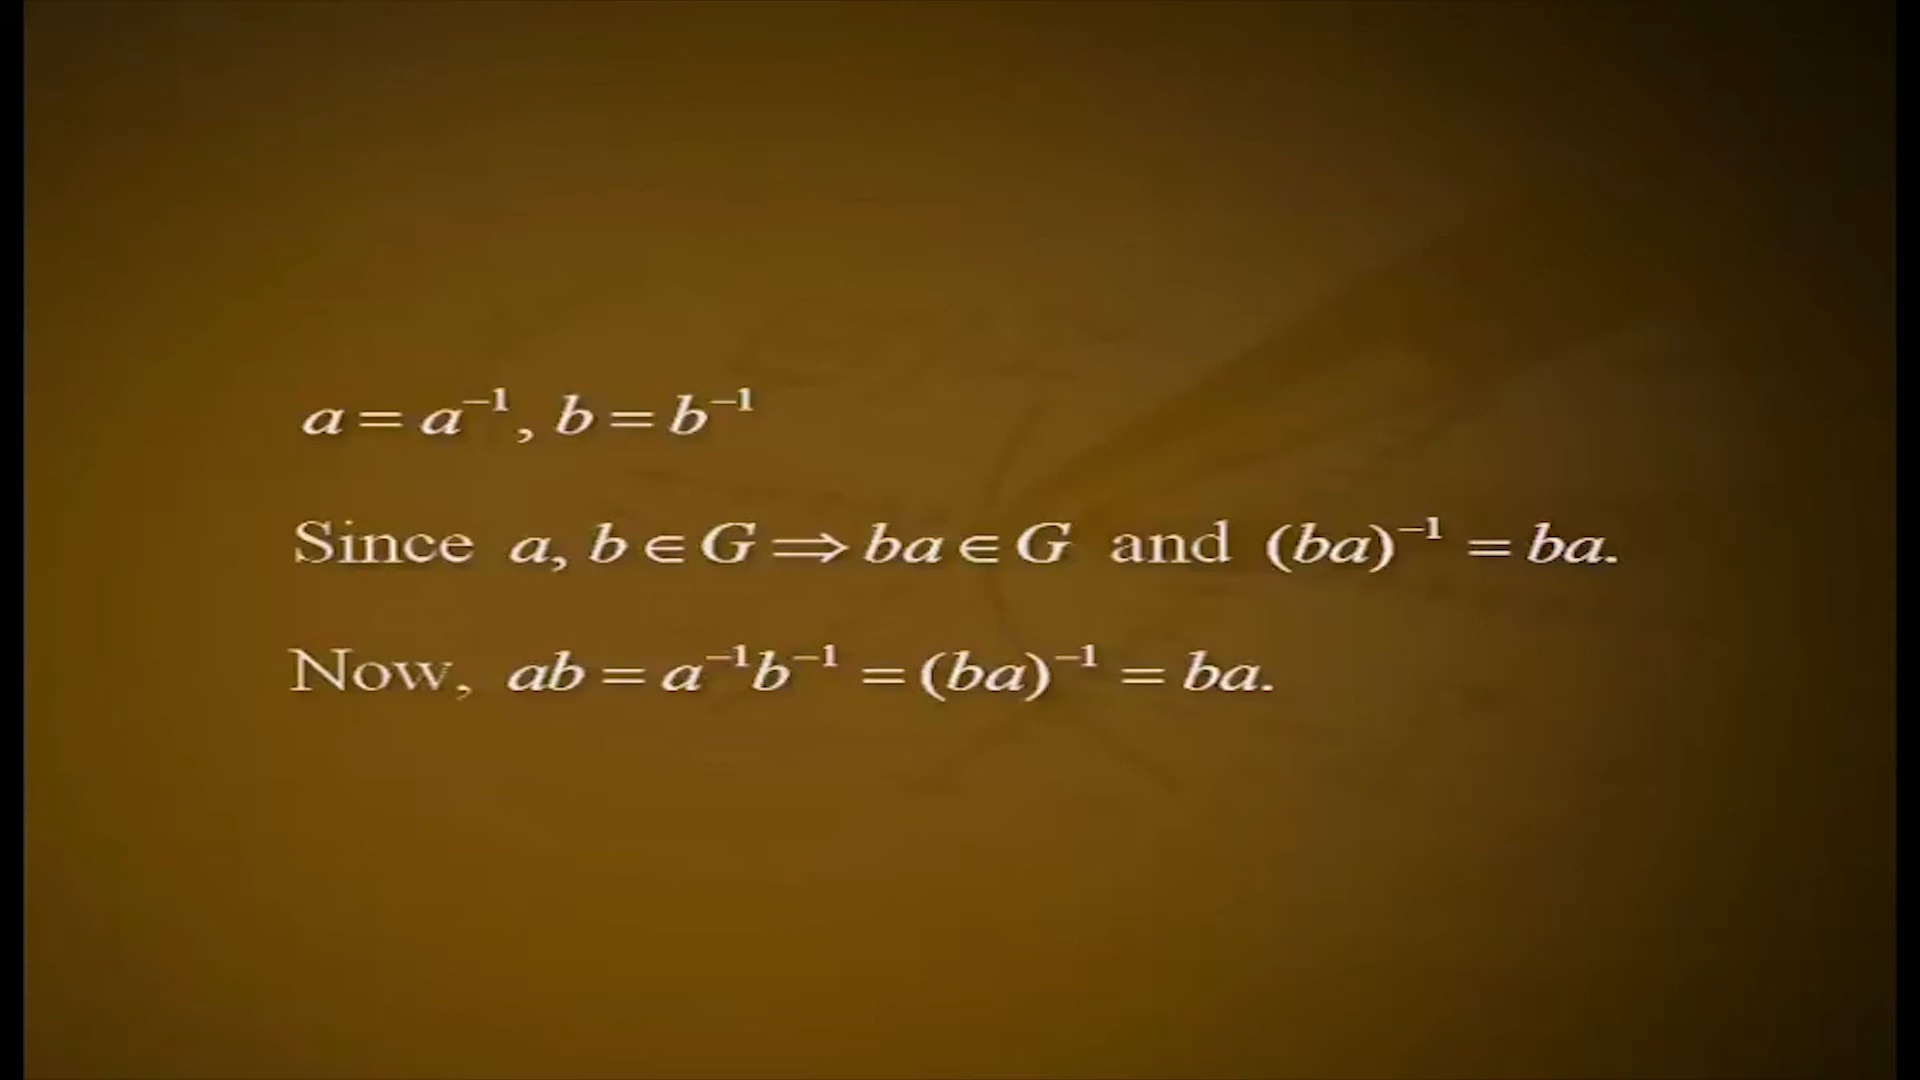 a = a⁻¹, b = b⁻¹
Since a, b ∈ G ⇒ ba ∈ G and (ba)⁻¹ = ba.
Now, ab = a⁻¹b⁻¹ = (ba)⁻¹ = ba.